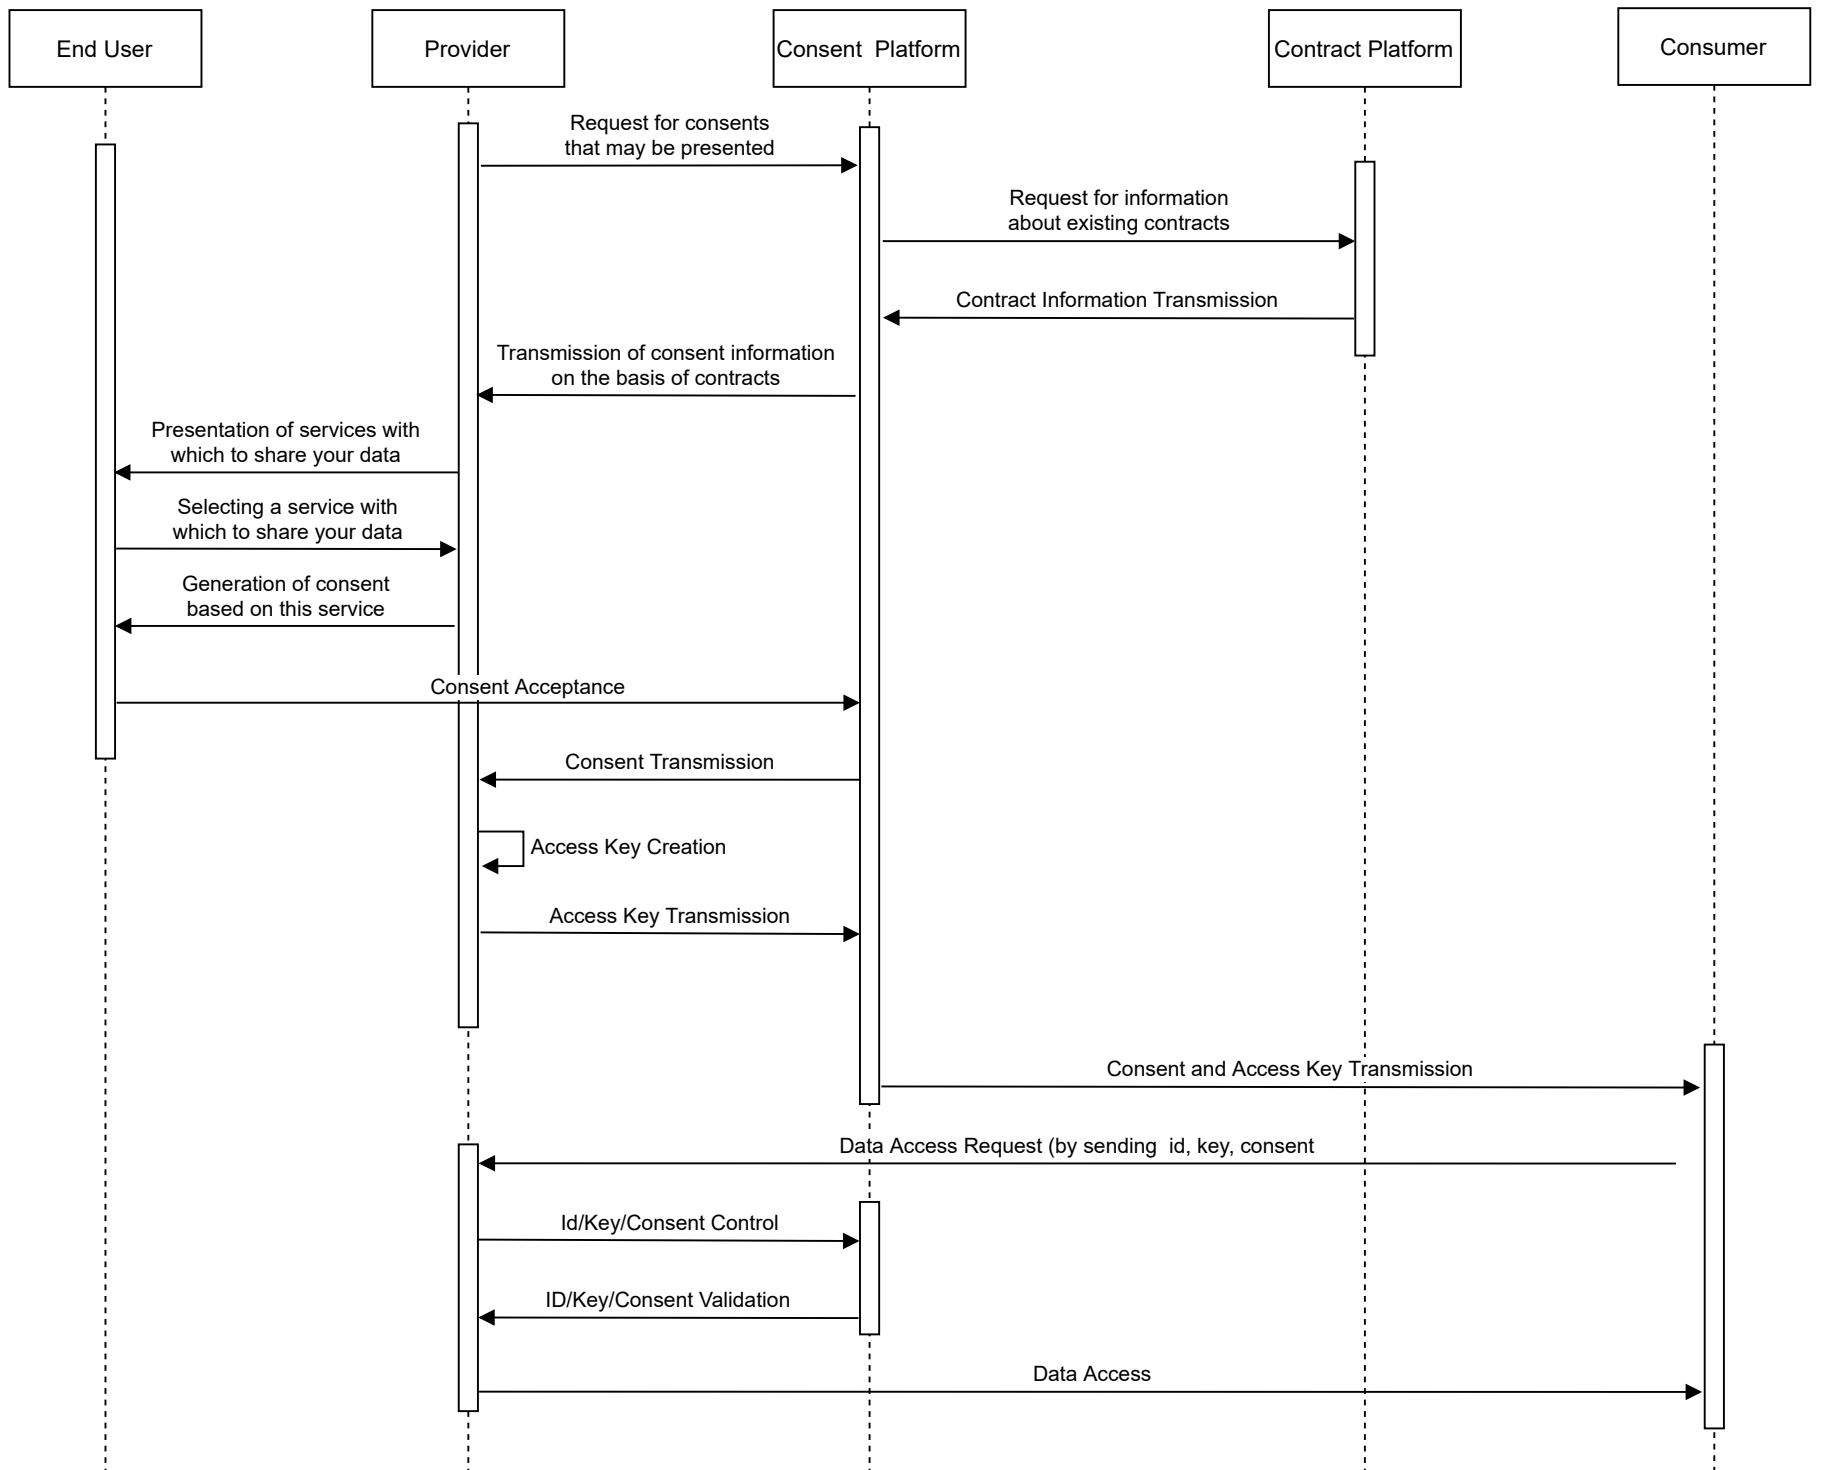 End User
Provider
Consent  Platform
Contract Platform
Consumer
Request for consents
that may be presented
Request for information
about existing contracts
Contract Information Transmission
Transmission of consent information
on the basis of contracts
Presentation of services with
which to share your data
Selecting a service with
which to share your data
Generation of consent
based on this service
Consent Acceptance
Consent Transmission
Access Key Creation
Access Key Transmission
Consent and Access Key Transmission
Data Access Request (by sending  id, key, consent
Id/Key/Consent Control
ID/Key/Consent Validation
Data Access